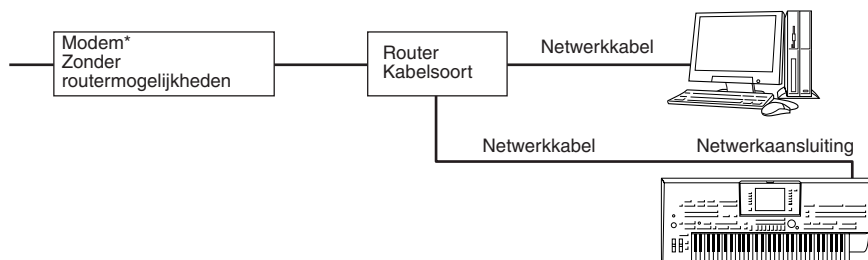 Modem*
Zonder
routermogelijkheden
Router
Kabelsoort
Netwerkkabel
Netwerkkabel
Netwerkaansluiting